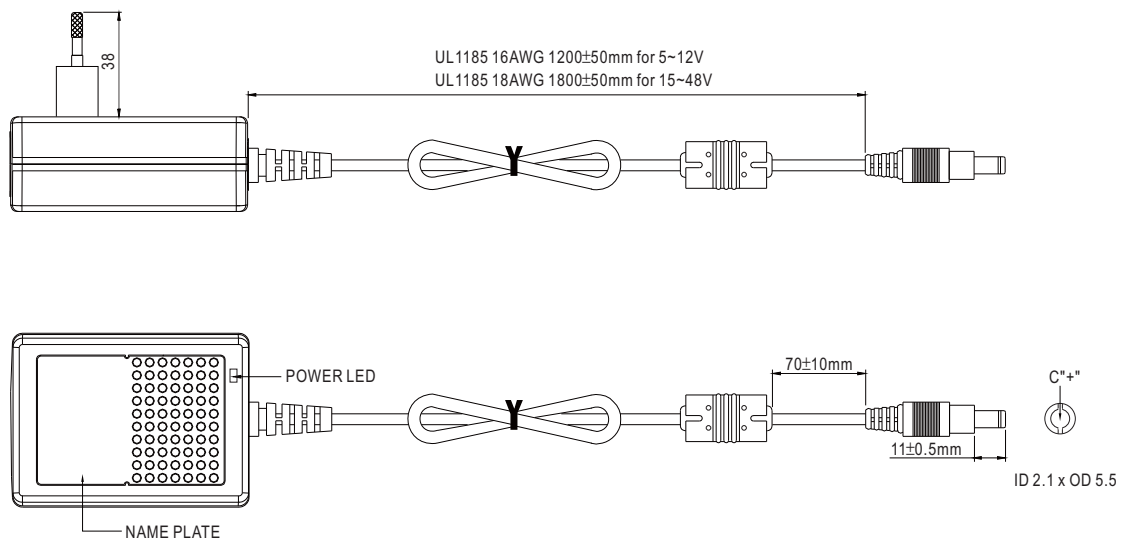 38
UL1185 16AWG 1200±50mm for 5~12V
UL1185 18AWG 1800±50mm for 15~48V
POWER LED
70±10mm
C"+"
11±0.5mm
ID 2.1 x OD 5.5
NAME PLATE